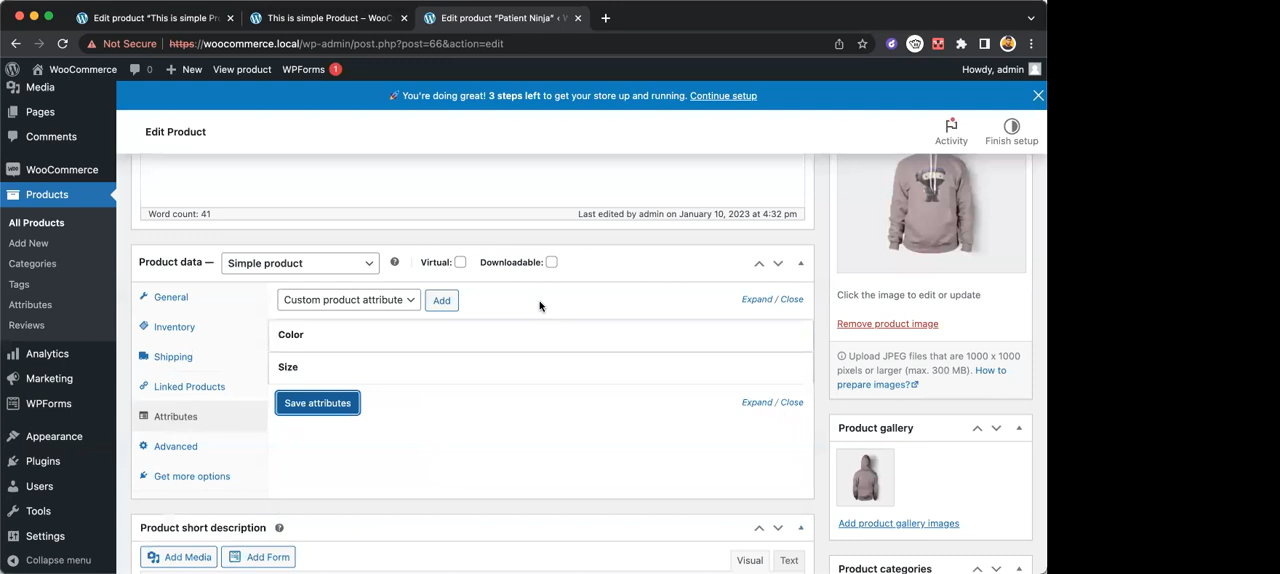 Edit product "This is simple Pr
This is simple Product – WooC
Edit product "Patient Ninja" ‹ W
Not Secure
https://woocommerce.local/wp-admin/post.php?post=66&action=edit
WooCommerce
0
New
View product
WPForms
1
Howdy, admin
You're doing great! 3 steps left to get your store up and running. Continue setup
Media
Pages
Comments
WooCommerce
Products
All Products
Add New
Categories
Tags
Attributes
Reviews
Analytics
Marketing
WPForms
Appearance
Plugins
Users
Tools
Settings
Collapse menu
Edit Product
Activity
Finish setup
Word count: 41
Last edited by admin on January 10, 2023 at 4:32 pm
Product data —
Simple product
Virtual:
Downloadable:
General
Inventory
Shipping
Linked Products
Attributes
Advanced
Get more options
Custom product attribute
Add
Expand / Close
Color
Size
Save attributes
Expand / Close
Product short description
Add Media
Add Form
Visual
Text
Click the image to edit or update
Remove product image
Upload JPEG files that are 1000 x 1000
pixels or larger (max. 300 MB). How to
prepare images?
Product gallery
Add product gallery images
Product categories